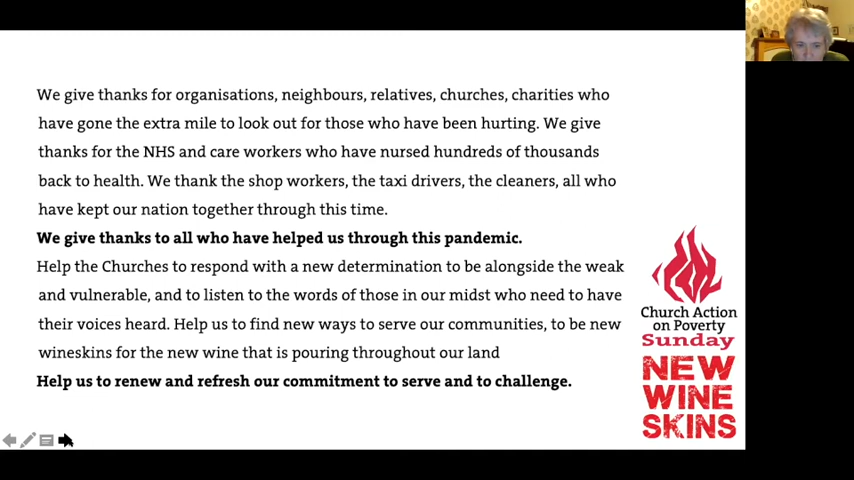 We give thanks for organisations, neighbours, relatives, churches, charities who
have gone the extra mile to look out for those who have been hurting. We give
thanks for the NHS and care workers who have nursed hundreds of thousands
back to health. We thank the shop workers, the taxi drivers, the cleaners, all who
have kept our nation together through this time.
We give thanks to all who have helped us through this pandemic.
Help the Churches to respond with a new determination to be alongside the weak
and vulnerable, and to listen to the words of those in our midst who need to have
their voices heard. Help us to find new ways to serve our communities, to be new
wineskins for the new wine that is pouring throughout our land
Help us to renew and refresh our commitment to serve and to challenge.
Church Action
on Poverty
Sunday
NEW
WINE
SKINS